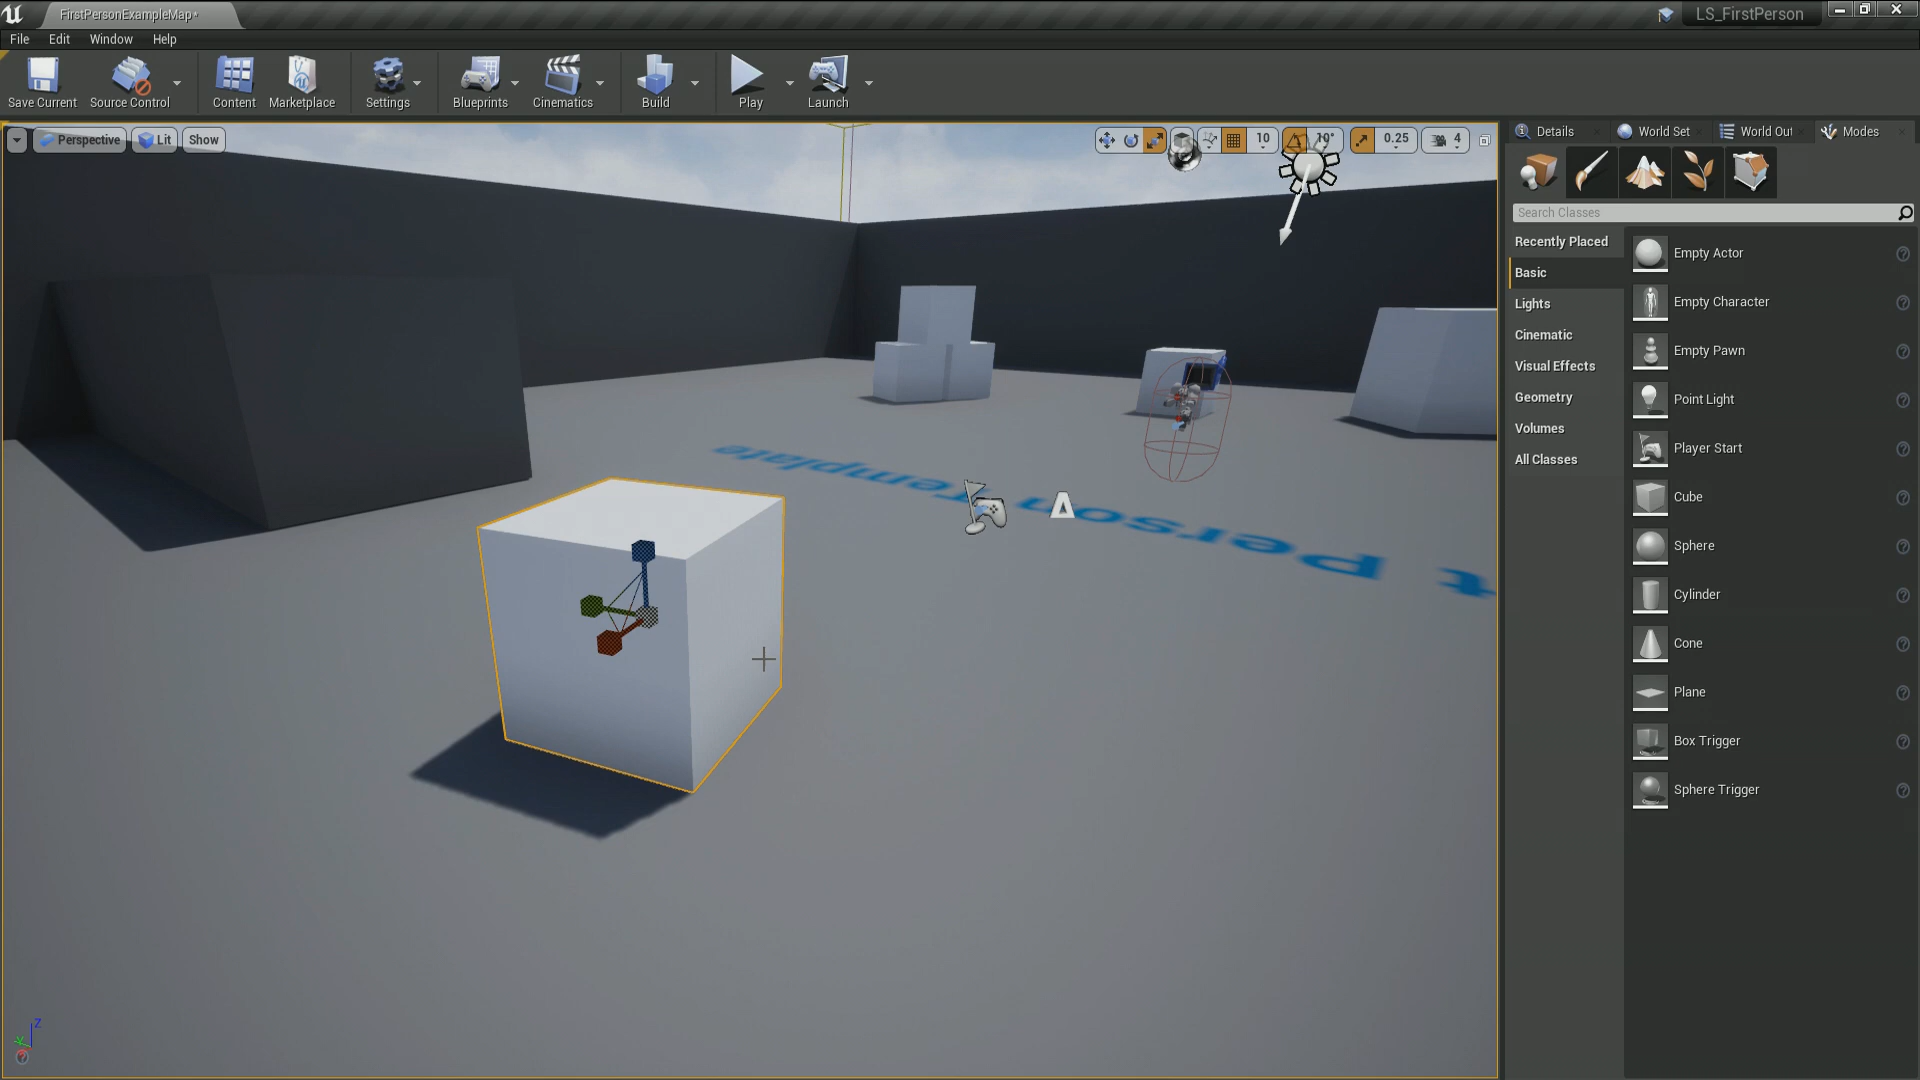 FirstPersonExampleMap*
LS_FirstPerson
File Edit Window Help
Save Current Source Control Content Marketplace Settings Blueprints Cinematics Build Play Launch
Perspective Lit Show 10 10° 0.25 4
Details World Set World Out Modes
Search Classes
Recently Placed
Basic
Lights
Cinematic
Visual Effects
Geometry
Volumes
All Classes
Empty Actor
Empty Character
Empty Pawn
Point Light
Player Start
Cube
Sphere
Cylinder
Cone
Plane
Box Trigger
Sphere Trigger
t Person Template
Z